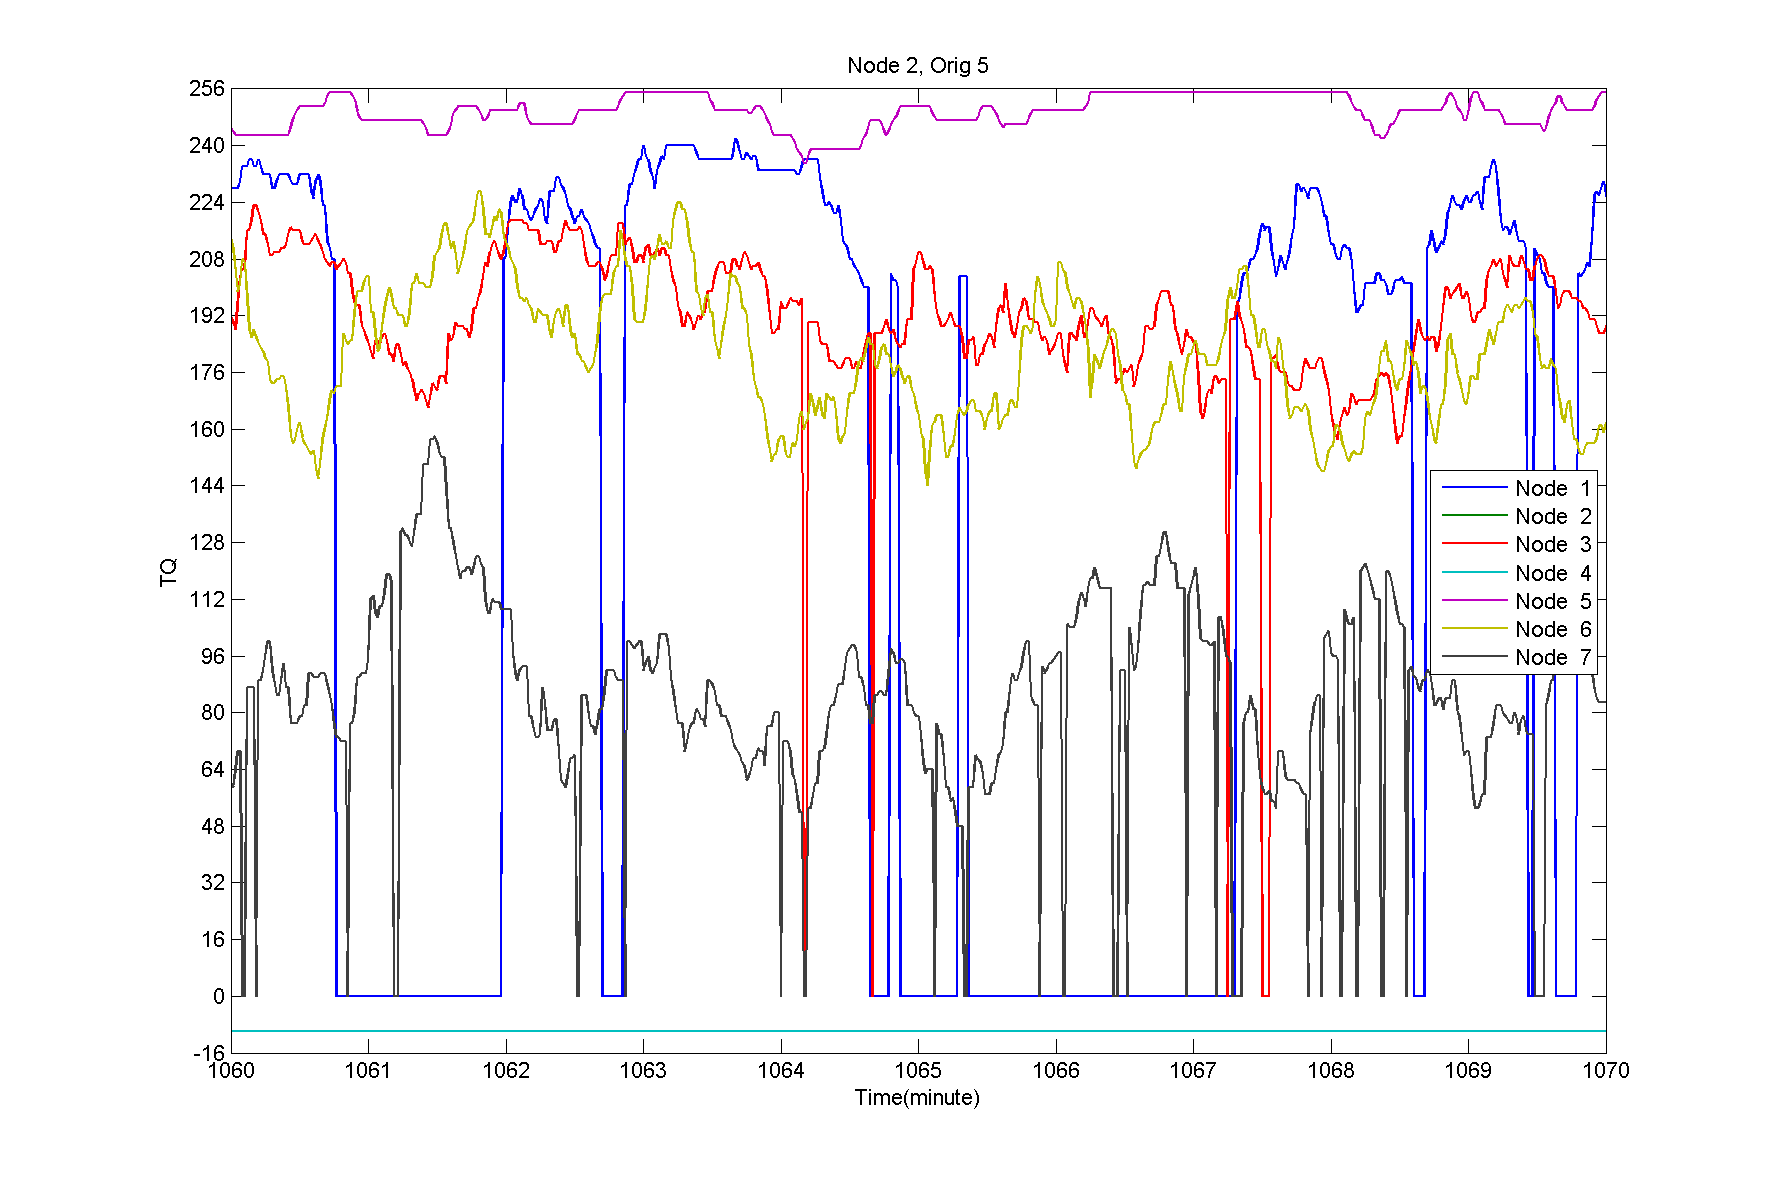 Node 2, Orig 5
256
240
224
208
192
176
160
144
128
112
96
80
64
48
32
16
0
-16
TQ
Node 1
Node 2
Node 3
Node 4
Node 5
Node 6
Node 7
1060 1061 1062 1063 1064 1065 1066 1067 1068 1069 1070
Time(minute)